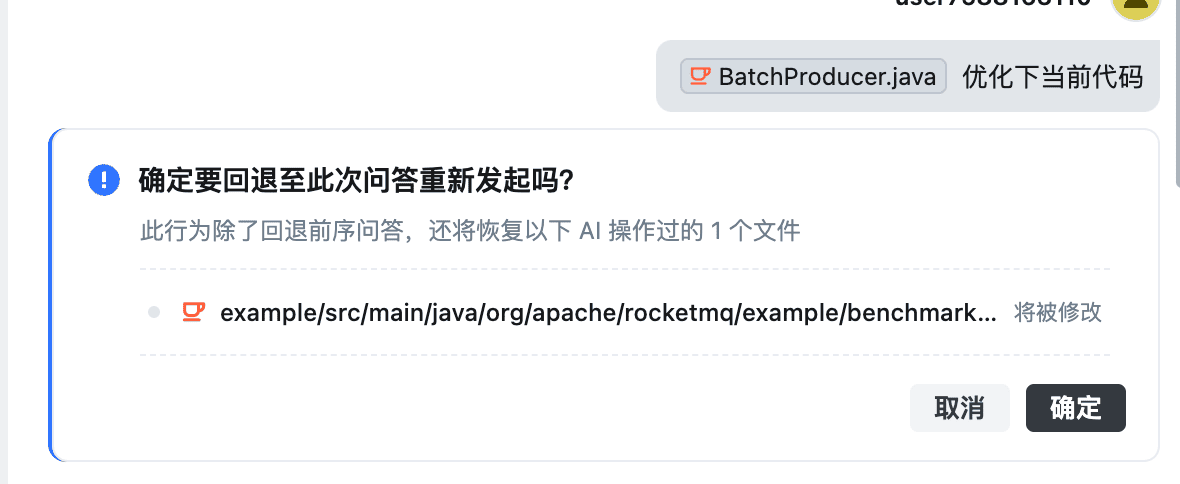 BatchProducer.java 优化下当前代码
确定要回退至此次问答重新发起吗?
此行为除了回退前序问答，还将恢复以下 AI 操作过的 1 个文件
example/src/main/java/org/apache/rocketmq/example/benchmark... 将被修改
取消 确定